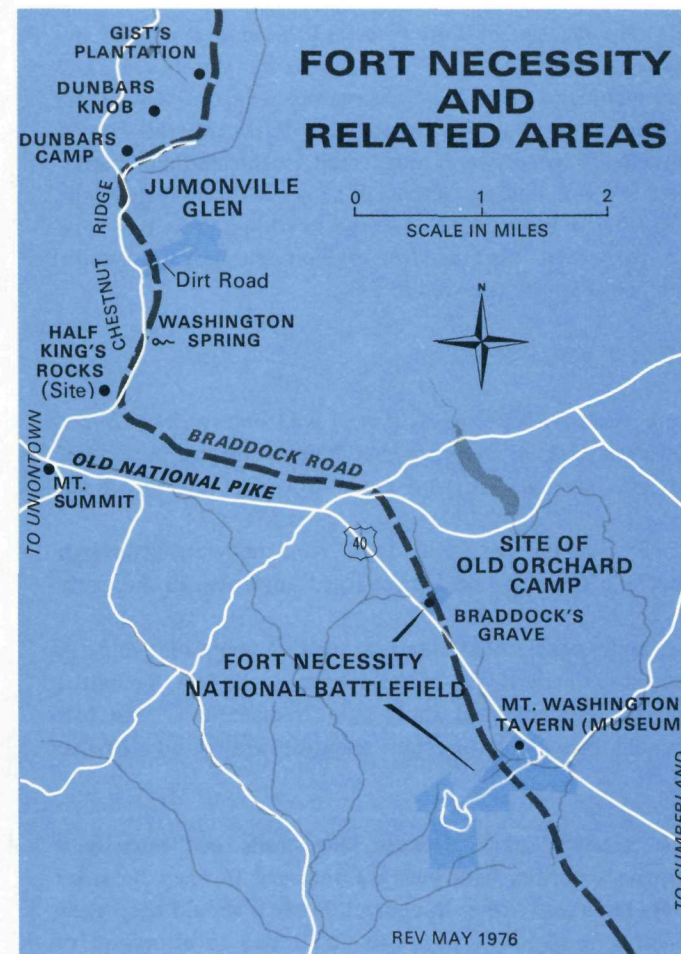 FORT NECESSITY
AND
RELATED AREAS
0 1 2
SCALE IN MILES
N
GIST'S
PLANTATION
DUNBARS
KNOB
DUNBARS
CAMP
JUMONVILLE
GLEN
CHESTNUT RIDGE
Dirt Road
WASHINGTON
SPRING
HALF
KING'S
ROCKS
(Site)
BRADDOCK ROAD
OLD NATIONAL PIKE
MT.
SUMMIT
TO UNIONTOWN
40
SITE OF
OLD ORCHARD
CAMP
BRADDOCK'S
GRAVE
FORT NECESSITY
NATIONAL BATTLEFIELD
MT. WASHINGTON
TAVERN (MUSEUM
TO CUMBERLAND
REV MAY 1976